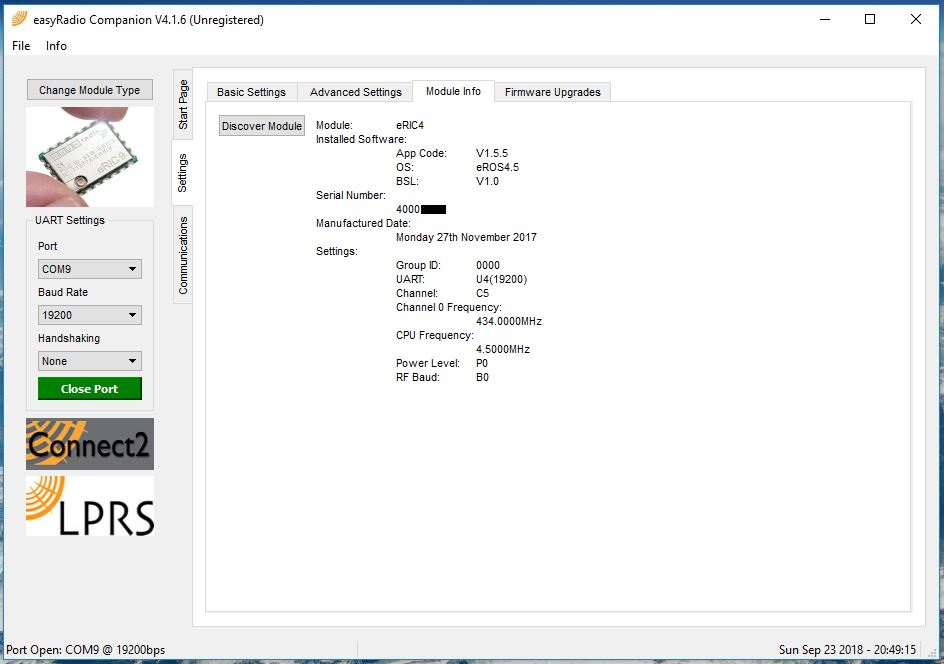 easyRadio Companion V4.1.6 (Unregistered)
File Info
Change Module Type
eRIC9
UART Settings
Port
COM9
Baud Rate
19200
Handshaking
None
Close Port
Connect2
LPRS
Start Page
Settings
Communications
Basic Settings Advanced Settings Module Info Firmware Upgrades
Discover Module
Module: eRIC4
Installed Software:
App Code: V1.5.5
OS: eROS4.5
BSL: V1.0
Serial Number:
4000
Manufactured Date:
Monday 27th November 2017
Settings:
Group ID: 0000
UART: U4(19200)
Channel: C5
Channel 0 Frequency:
434.0000MHz
CPU Frequency:
4.5000MHz
Power Level: P0
RF Baud: B0
Port Open: COM9 @ 19200bps
Sun Sep 23 2018 - 20:49:15